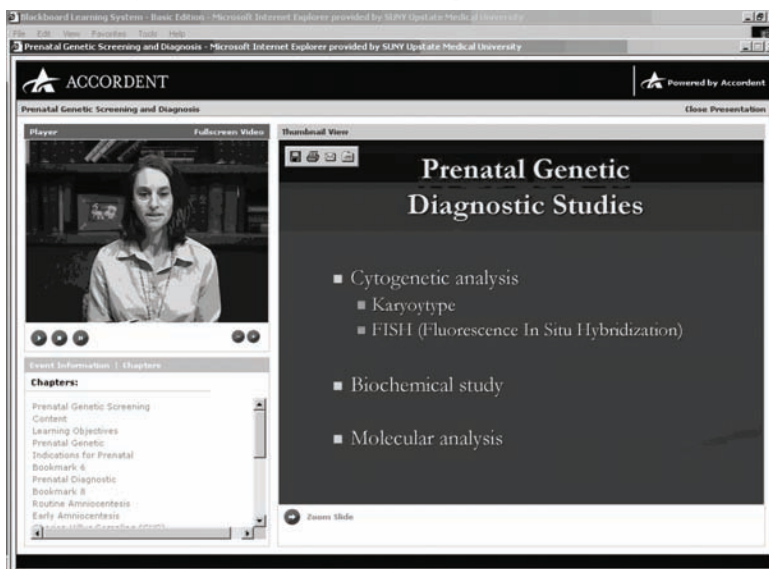 Blackboard Learning System - Basic Edition - Microsoft Internet Explorer provided by SUNY Upstate Medical University
File Edit View Favorites Tools Help
Prenatal Genetic Screening and Diagnosis - Microsoft Internet Explorer provided by SUNY Upstate Medical University
ACCORDENT
Powered by Accordent
Prenatal Genetic Screening and Diagnosis
Close Presentation
Player
Fullscreen Video
Thumbnail View
Prenatal Genetic
Diagnostic Studies
Cytogenetic analysis
Karyoytype
FISH (Fluorescence In Situ Hybridization)
Biochemical study
Molecular analysis
Event Information | Chapters
Chapters:
Prenatal Genetic Screening
Content
Learning Objectives
Prenatal Genetic
Indications for Prenatal
Bookmark 6
Prenatal Diagnostic
Bookmark 8
Routine Amniocentesis
Early Amniocentesis
Chorion Villus Sampling (CVS)
Zoom Slide